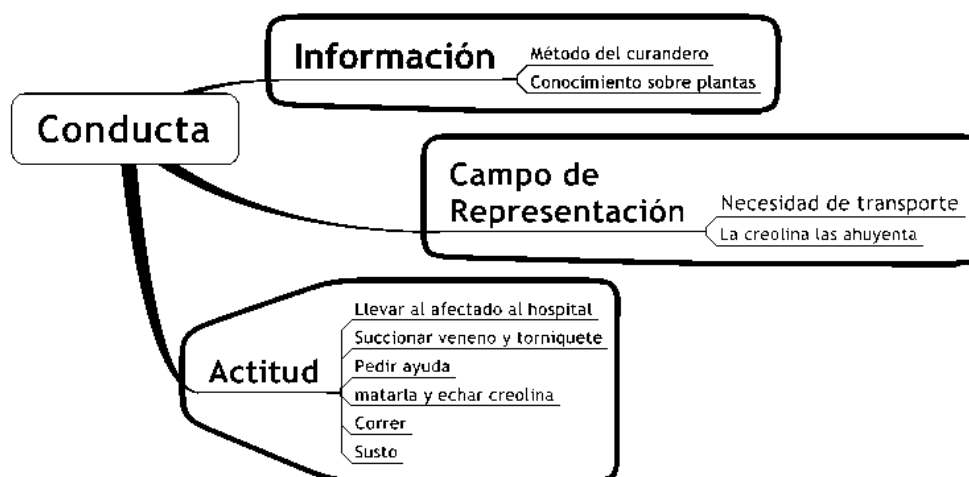 Información
Método del curandero
Conocimiento sobre plantas
Conducta
Campo de
Representación
Necesidad de transporte
La creolina las ahuyenta
Actitud
Llevar al afectado al hospital
Succionar veneno y torniquete
Pedir ayuda
matarla y echar creolina
Correr
Susto